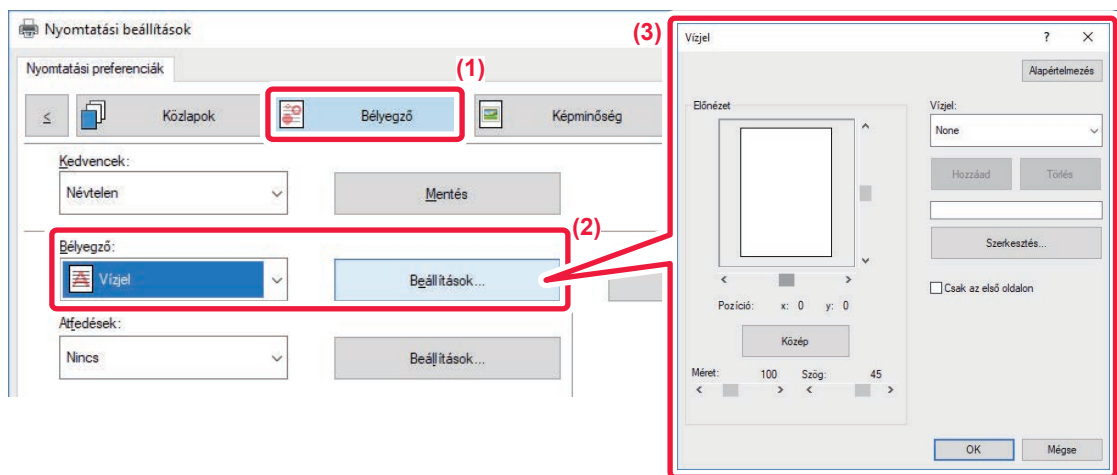 Nyomtatási beállítások
Nyomtatási preferenciák
(1)
<
Közlapok
Bélyegző
Képminőség
Kedvencek:
Névtelen
Mentés
(2)
Bélyegző:
Vízjel
Beállítások...
Átfedések:
Nincs
Beállítások...
(3)
Vízjel
?
X
Alapértelmezés
Előnézet
Vízjel:
None
Hozzáad
Törlés
Szerkesztés...
Csak az első oldalon
Pozíció: x: 0 y: 0
Közép
Méret: 100 Szög: 45
OK
Mégse